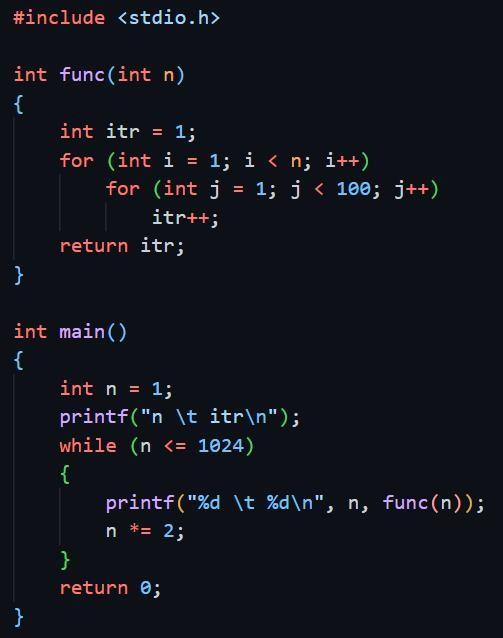 #include <stdio.h>

int func(int n)
{
    int itr = 1;
    for (int i = 1; i < n; i++)
        for (int j = 1; j < 100; j++)
            itr++;
    return itr;
}

int main()
{
    int n = 1;
    printf("n \t itr\n");
    while (n <= 1024)
    {
        printf("%d \t %d\n", n, func(n));
        n *= 2;
    }
    return 0;
}